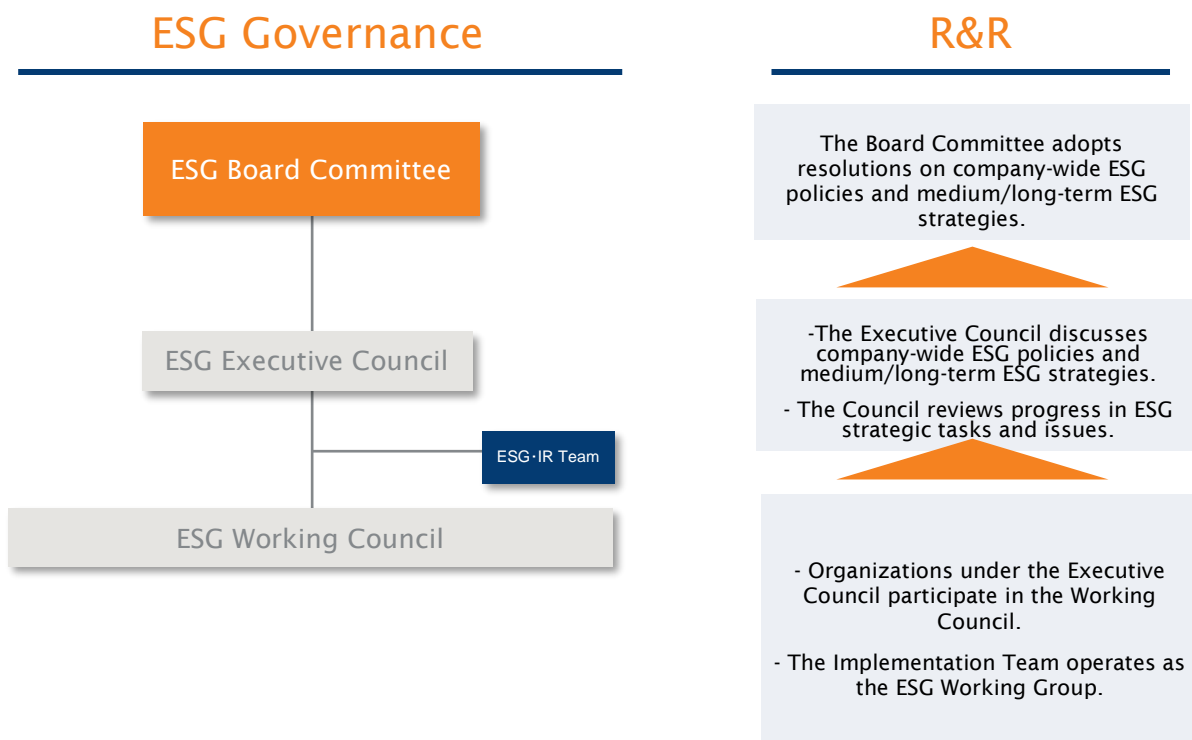 ESG Governance
ESG Board Committee
ESG Executive Council
ESG·IR Team
ESG Working Council
R&R
The Board Committee adopts
resolutions on company-wide ESG
policies and medium/long-term ESG
strategies.
-The Executive Council discusses
company-wide ESG policies and
medium/long-term ESG strategies.
- The Council reviews progress in ESG
strategic tasks and issues.
- Organizations under the Executive
Council participate in the Working
Council.
- The Implementation Team operates as
the ESG Working Group.